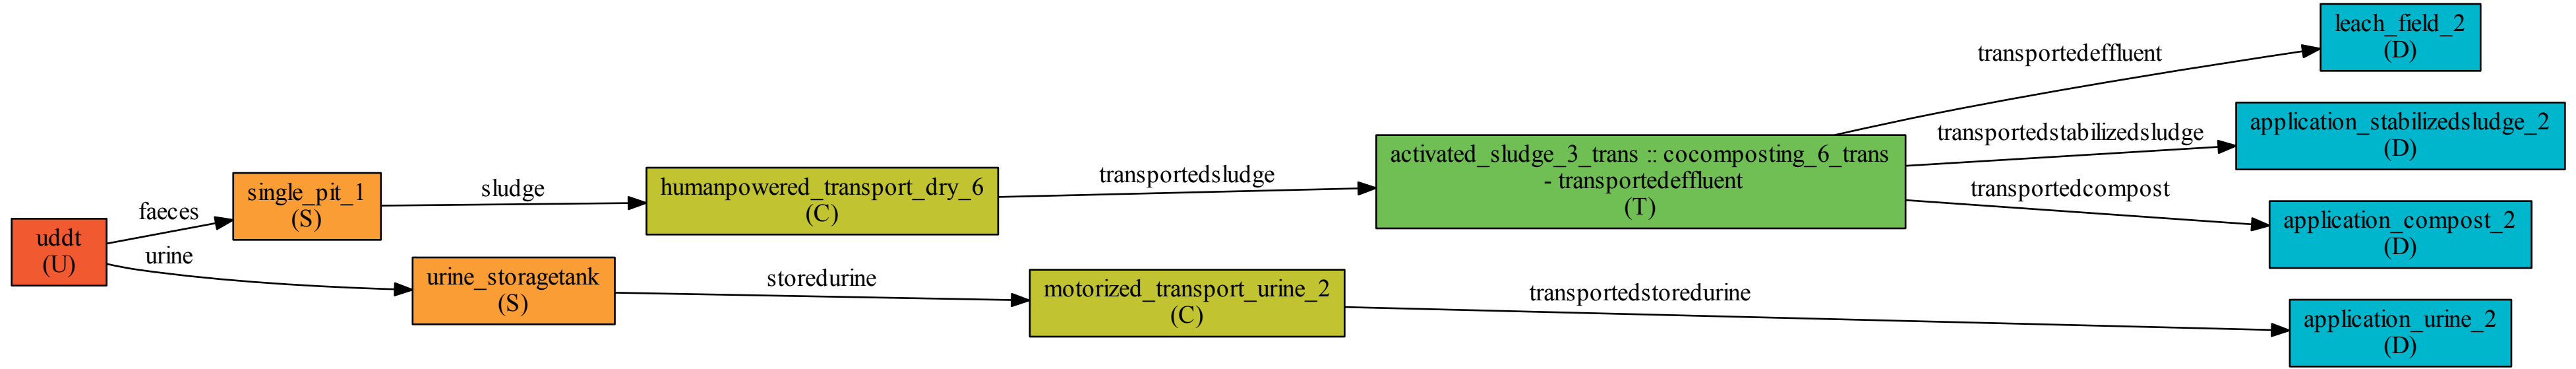 uddt
(U)
faeces
urine
single_pit_1
(S)
urine_storagetank
(S)
sludge
storedurine
humanpowered_transport_dry_6
(C)
motorized_transport_urine_2
(C)
transportedsludge
transportedstoredurine
activated_sludge_3_trans :: cocomposting_6_trans
- transportedeffluent
(T)
transportedeffluent
transportedstabilizedsludge
transportedcompost
leach_field_2
(D)
application_stabilizedsludge_2
(D)
application_compost_2
(D)
application_urine_2
(D)